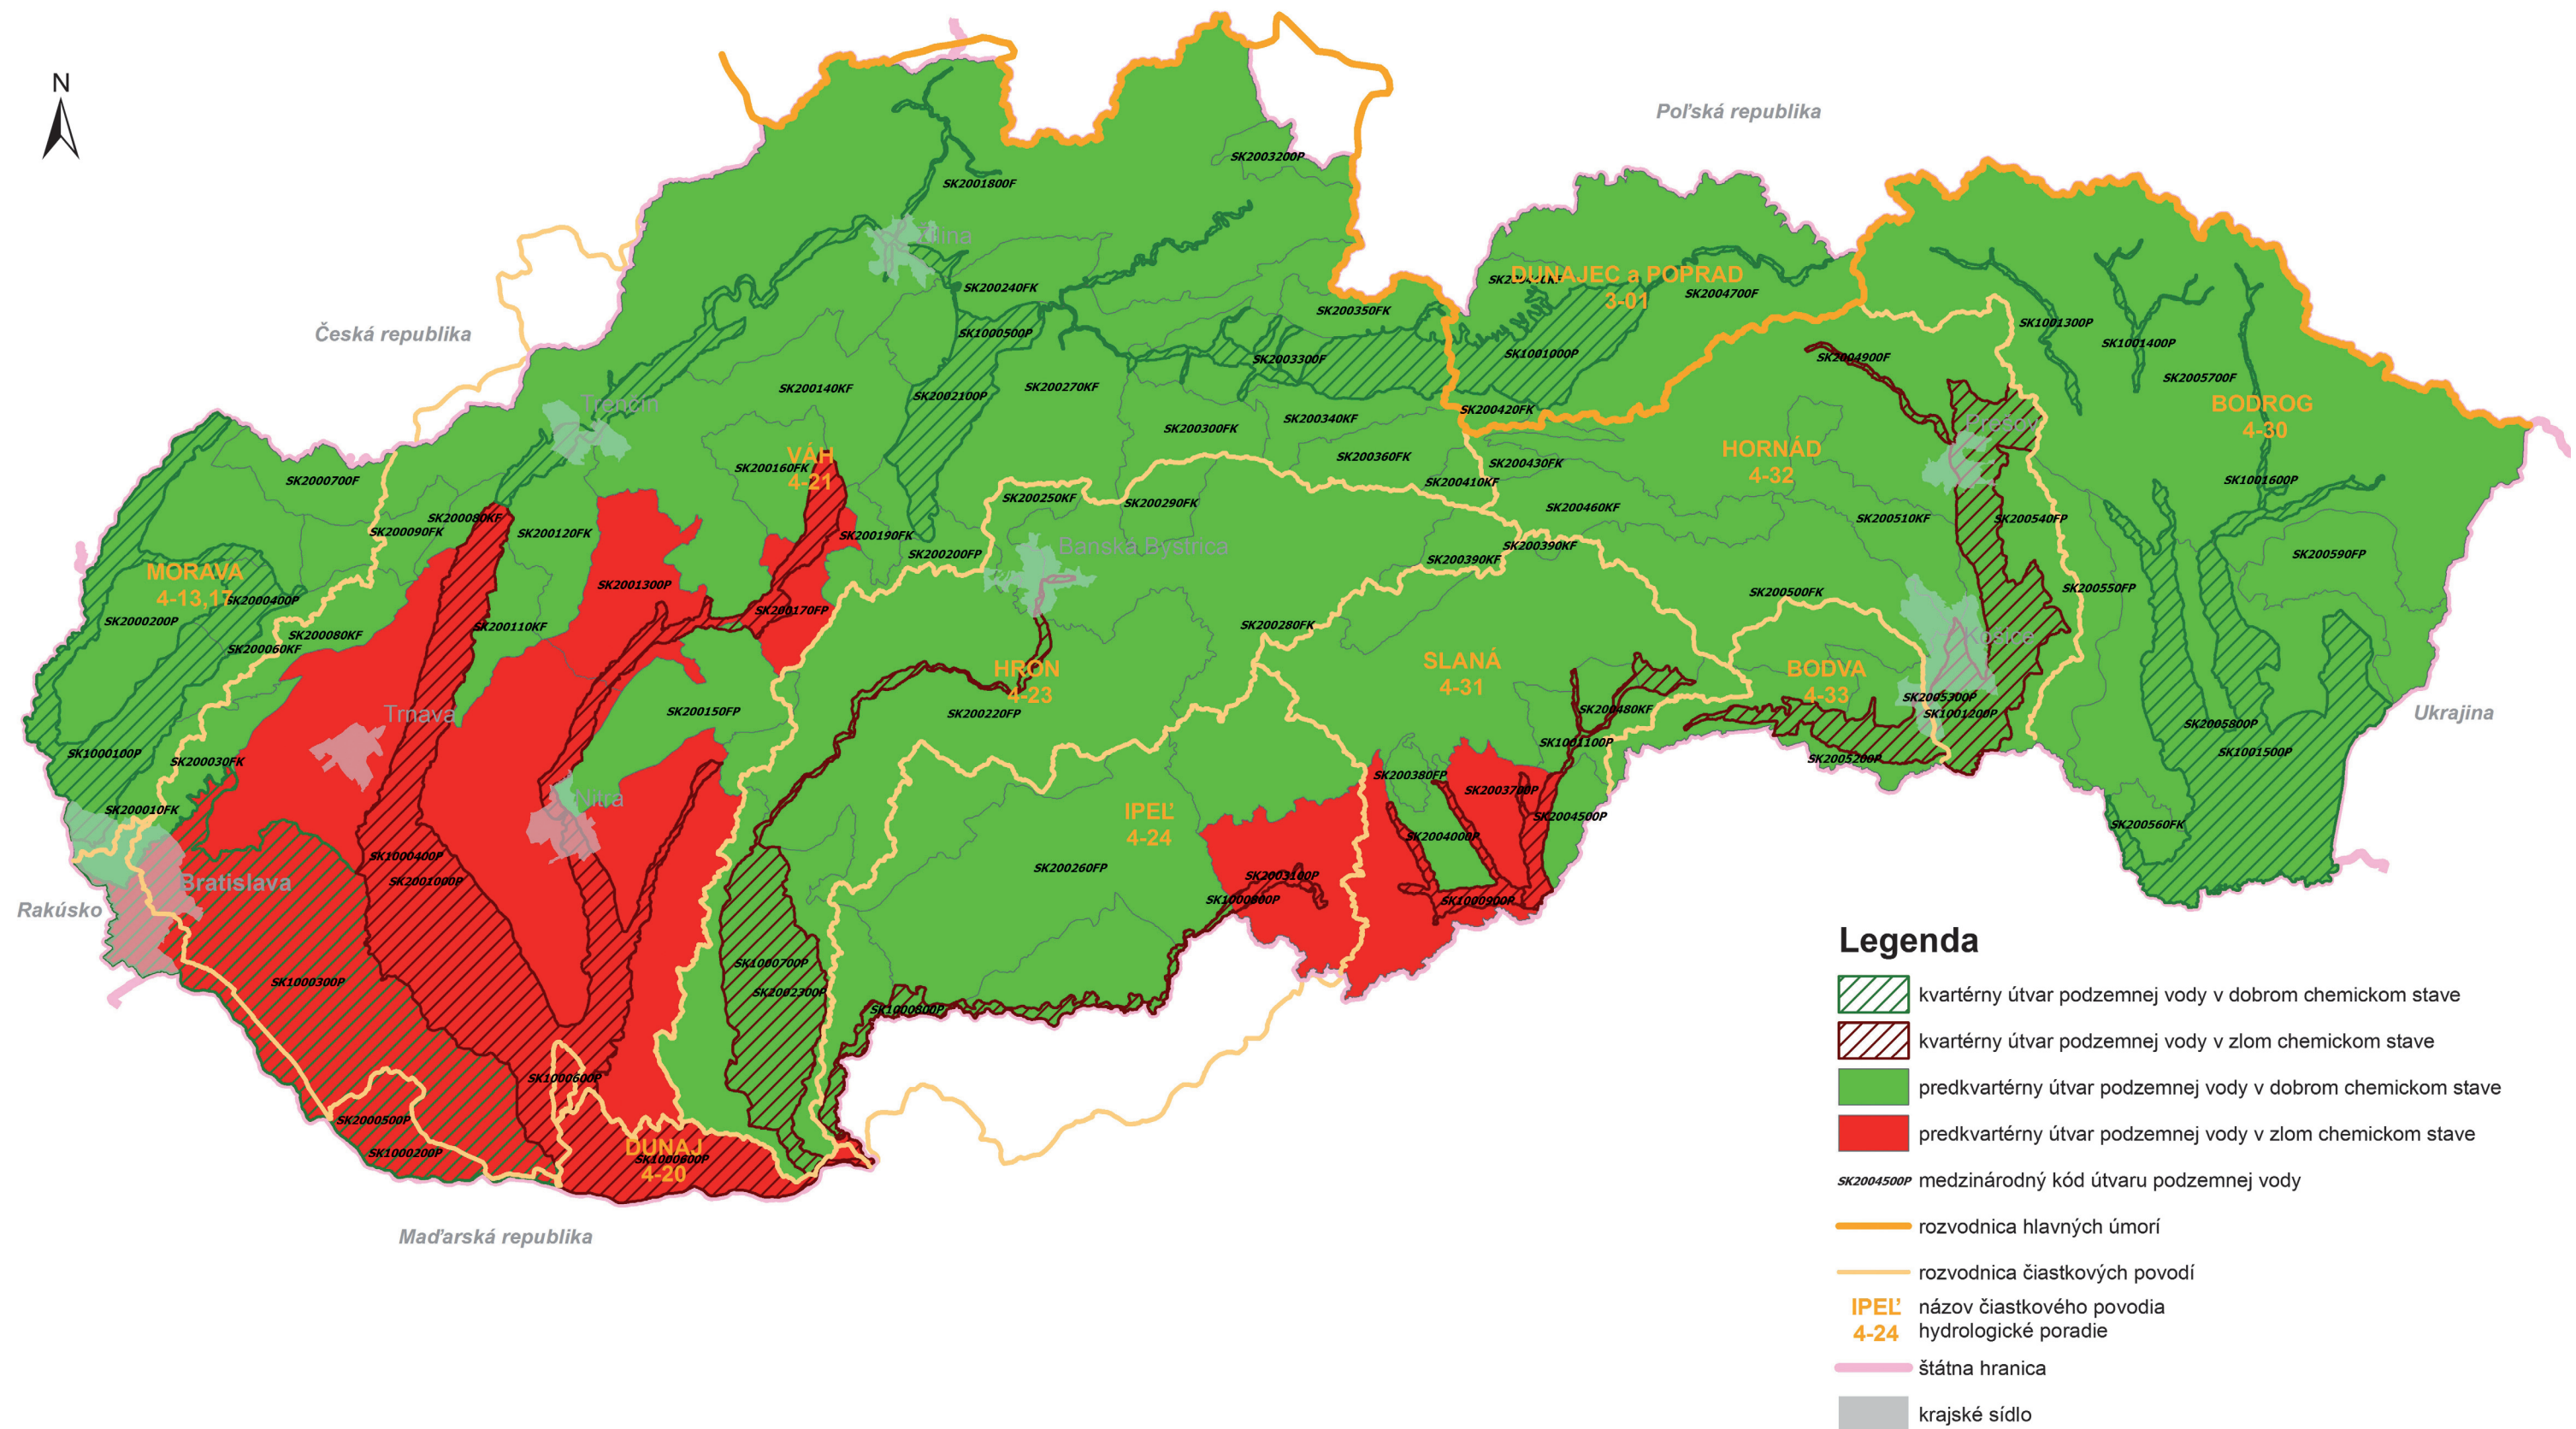 N
Poľská republika
SK2003200P
SK2001800F
Žilina
DUNAJEC a POPRAD
3-01
SK200240FK
SK2004700F
SK200350FK
Česká republika
SK1000500P
SK2003300F
SK1001000P
SK1001300P
SK1001400P
SK2004900F
SK200140KF
SK200270KF
SK2002100P
SK2005700F
Trenčín
BODROG
4-30
SK200420FK
SK200340KF
SK200300FK
Prešov
VÁH
4-21
SK200160FK
SK200360FK
SK200430FK
HORNÁD
4-32
SK2000700F
SK200410KF
SK1001600P
SK200250KF
SK200290FK
SK200460KF
SK200080KF
SK200090FK
SK200120FK
SK200190FK
SK200510KF
SK200540FP
Banská Bystrica
SK200200FP
SK200390KF
SK200390KF
SK200590FP
MORAVA
4-13,17
SK2000400P
SK2001300P
SK200170FP
SK200500FK
SK200550FP
SK2000200P
SK200080KF
SK200110KF
SK200280FK
SK200060KF
Košice
HRON
4-23
SLANÁ
4-31
BODVA
4-33
SK2005300P
SK1001200P
SK200150FP
SK200220FP
SK200480KF
Trnava
Ukrajina
SK2005800P
SK1000100P
SK200030FK
SK1001100P
SK2005200P
SK1001500P
SK200380FP
SK2003700P
Nitra
SK200010FK
IPEĽ
4-24
SK2004500P
SK200560FK
SK2004000P
SK1000400P
SK2001000P
SK200260FP
SK2003100P
Bratislava
SK1000800P
SK1000900P
Rakúsko
SK1000300P
SK1000700P
SK2002300P
SK1000800P
SK1000600P
SK2000500P
SK1000200P
DUNAJ
SK1000600P
4-20
Maďarská republika
Legenda
kvartérny útvar podzemnej vody v dobrom chemickom stave
kvartérny útvar podzemnej vody v zlom chemickom stave
predkvartérny útvar podzemnej vody v dobrom chemickom stave
predkvartérny útvar podzemnej vody v zlom chemickom stave
SK2004500P medzinárodný kód útvaru podzemnej vody
rozvodnica hlavných úmorí
rozvodnica čiastkových povodí
IPEĽ názov čiastkového povodia
4-24 hydrologické poradie
štátna hranica
krajské sídlo